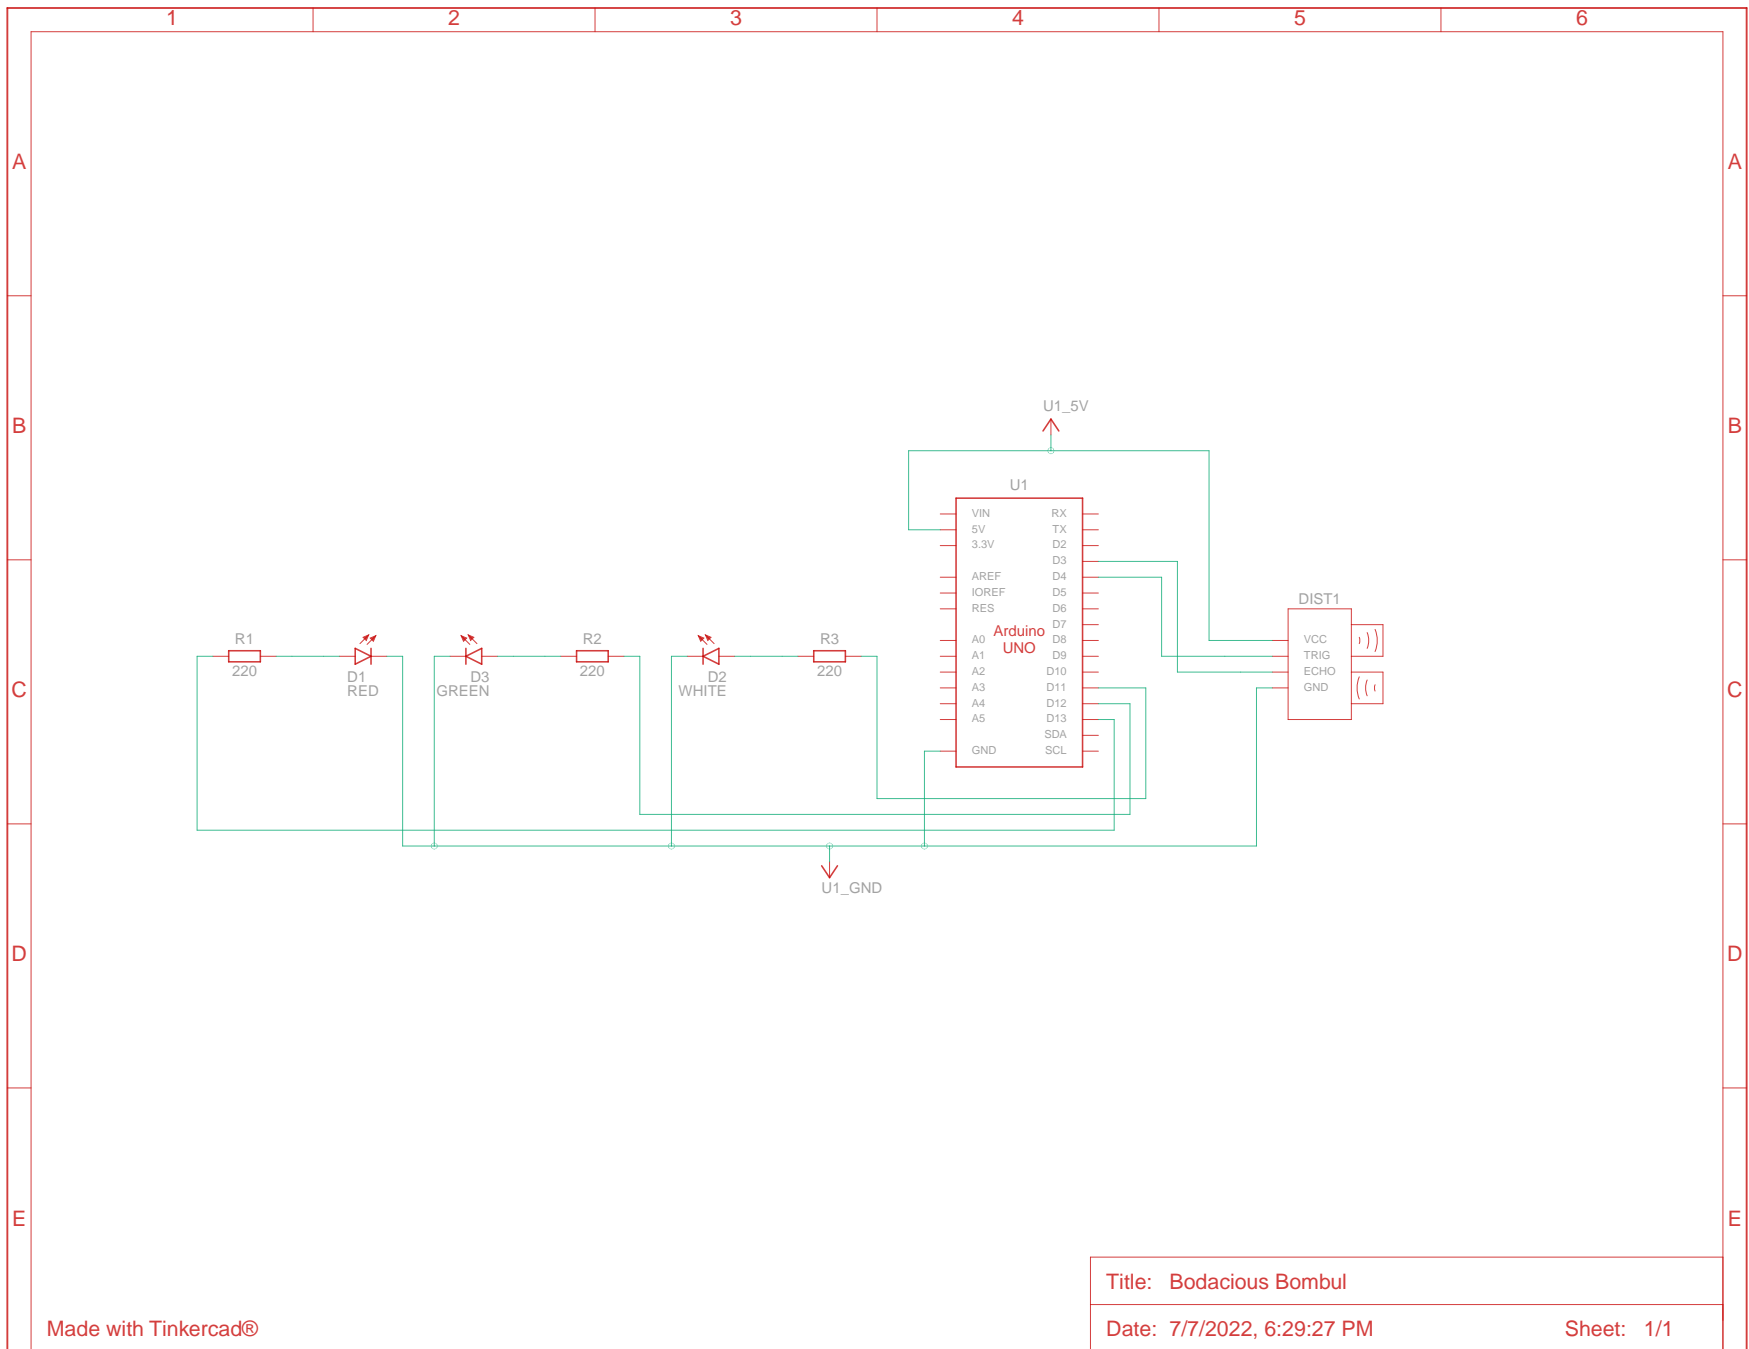 1 2 3 4 5 6
A A
B B
C C
D D
E E
U1_5V
U1
VIN RX
5V TX
3.3V D2
D3
AREF D4
IOREF D5
RES D6
D7
A0 D8
A1 D9
A2 D10
A3 D11
A4 D12
A5 D13
SDA
GND SCL
Arduino
UNO
DIST1
VCC
TRIG
ECHO
GND
R1
220
D1
RED
D3
GREEN
R2
220
D2
WHITE
R3
220
U1_GND
Title: Bodacious Bombul
Date: 7/7/2022, 6:29:27 PM Sheet: 1/1
Made with Tinkercad®